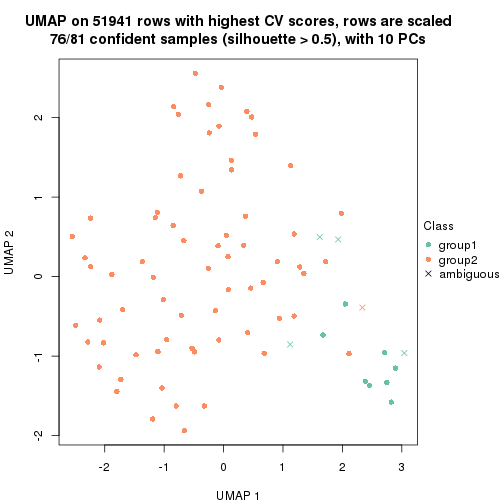 UMAP on 51941 rows with highest CV scores, rows are scaled
76/81 confident samples (silhouette > 0.5), with 10 PCs
2
1
0
-1
-2
UMAP 2
-2
-1
0
1
2
3
UMAP 1
Class
group1
group2
ambiguous